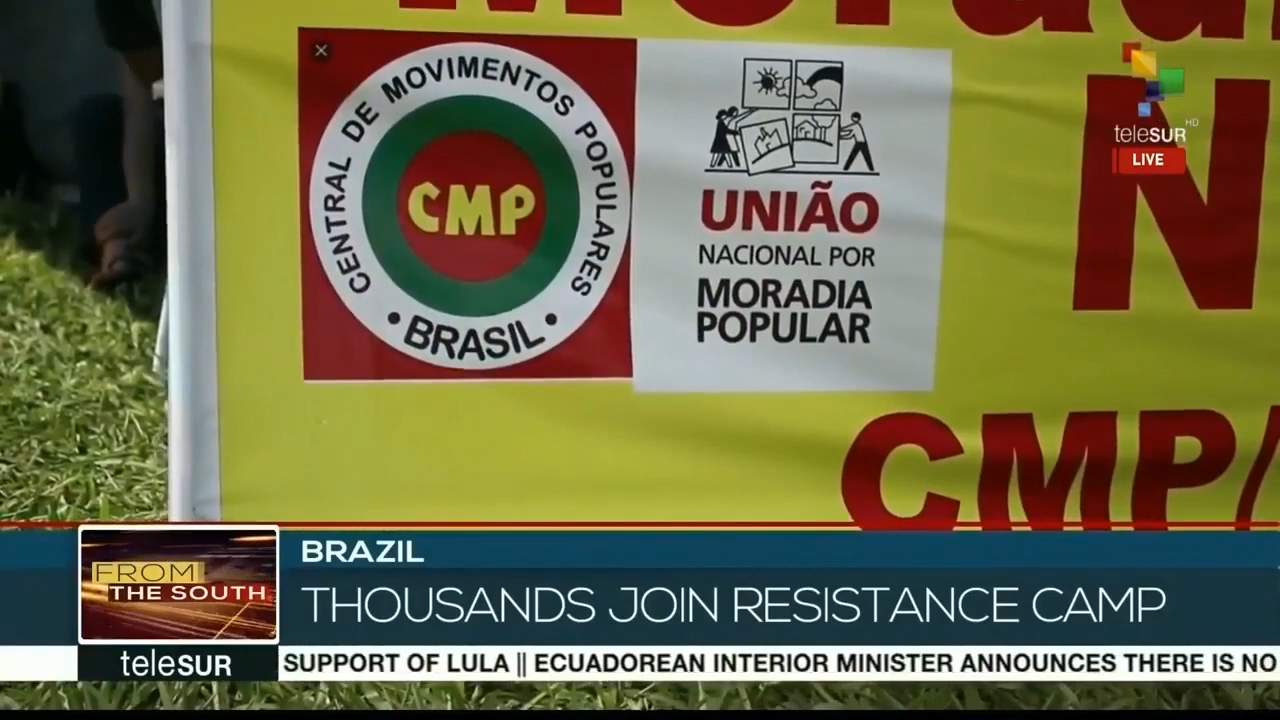 CENTRAL DE MOVIMENTOS POPULARES
CMP
• BRASIL •
UNIÃO
NACIONAL POR
MORADIA
POPULAR
CMP/
teleSUR HD
LIVE
BRAZIL
FROM
THE SOUTH
THOUSANDS JOIN RESISTANCE CAMP
teleSUR
SUPPORT OF LULA || ECUADOREAN INTERIOR MINISTER ANNOUNCES THERE IS NO